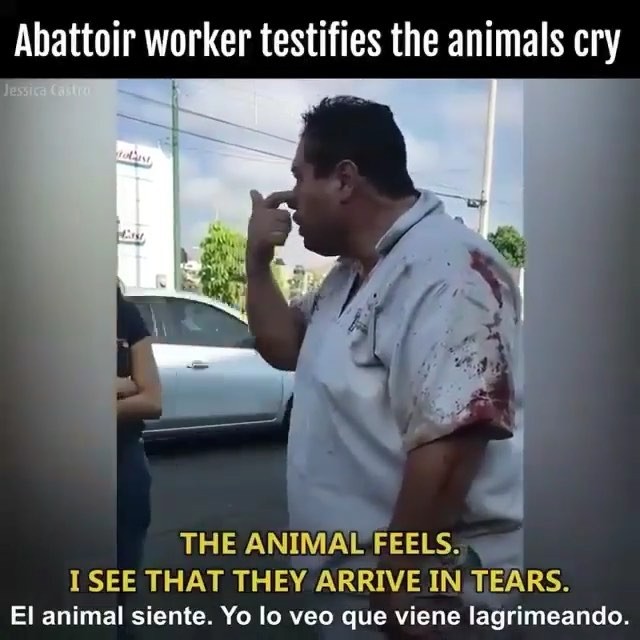 Abattoir worker testifies the animals cry
Jessica Castro
THE ANIMAL FEELS.
I SEE THAT THEY ARRIVE IN TEARS.
El animal siente. Yo lo veo que viene lagrimeando.